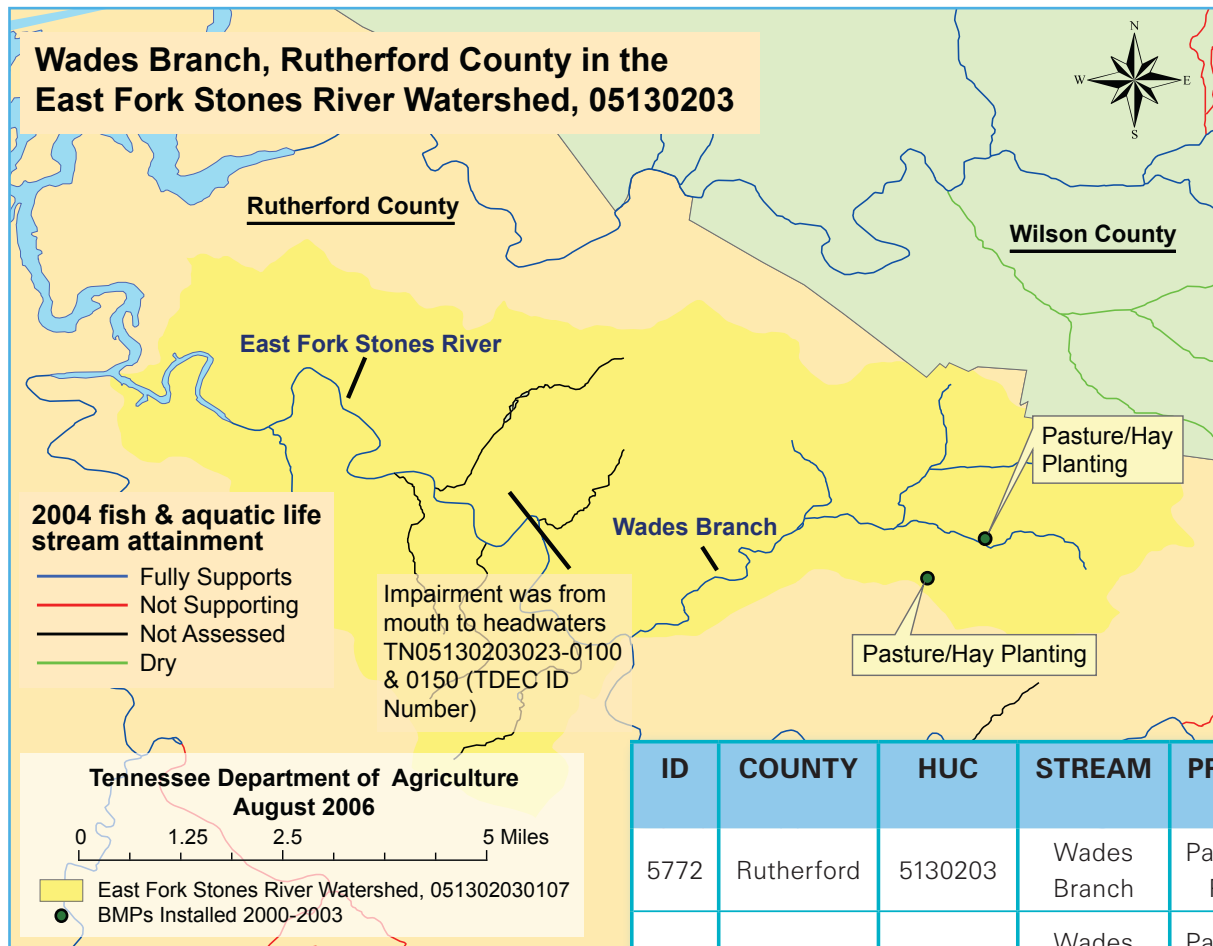 Wades Branch, Rutherford County in the
East Fork Stones River Watershed, 05130203
N
W E
S
Rutherford County
Wilson County
East Fork Stones River
Pasture/Hay
Planting
Wades Branch
2004 fish & aquatic life
stream attainment
Fully Supports
Not Supporting
Not Assessed
Dry
Impairment was from
mouth to headwaters
TN05130203023-0100
& 0150 (TDEC ID
Number)
Pasture/Hay Planting
Tennessee Department of Agriculture
August 2006
0 1.25 2.5 5 Miles
East Fork Stones River Watershed, 051302030107
BMPs Installed 2000-2003
ID COUNTY HUC STREAM
5772 Rutherford 5130203 Wades
Branch
Wades